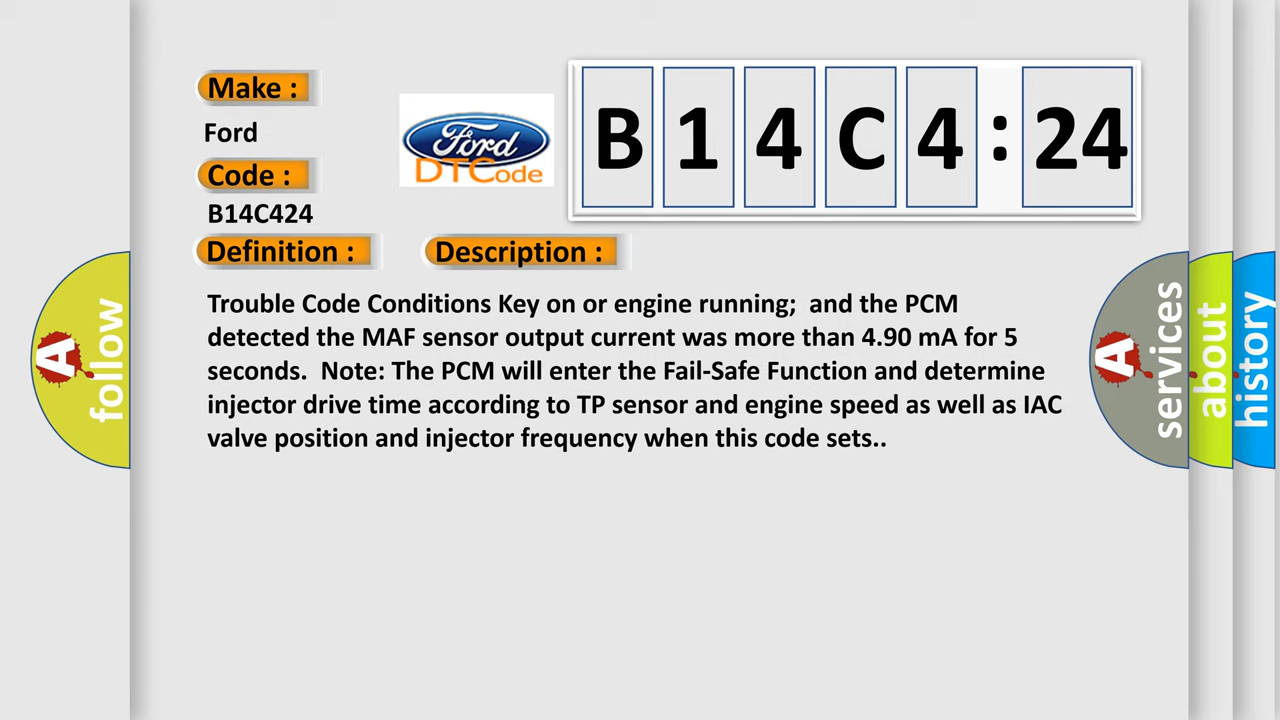 Make :
Ford
Code :
B14C424
Ford
DTCode
B14C4:24
Definition :
Description :
Trouble Code Conditions Key on or engine running;  and the PCM
detected the MAF sensor output current was more than 4.90 mA for 5
seconds.  Note: The PCM will enter the Fail-Safe Function and determine
injector drive time according to TP sensor and engine speed as well as IAC
valve position and injector frequency when this code sets..
A follow
A services
about
history